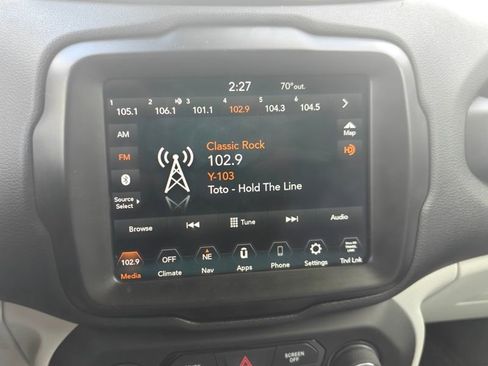 2:27 70°out.
1 2 3 4 5 6
105.1 106.1 101.1 102.9 104.3 104.5
AM
Map
Classic Rock
FM
102.9
Y-103
Toto - Hold The Line
Source
Select
Browse Tune Audio
102.9 OFF NE
Media Climate Nav Apps Phone Settings Trvl Lnk
SCREEN
OFF